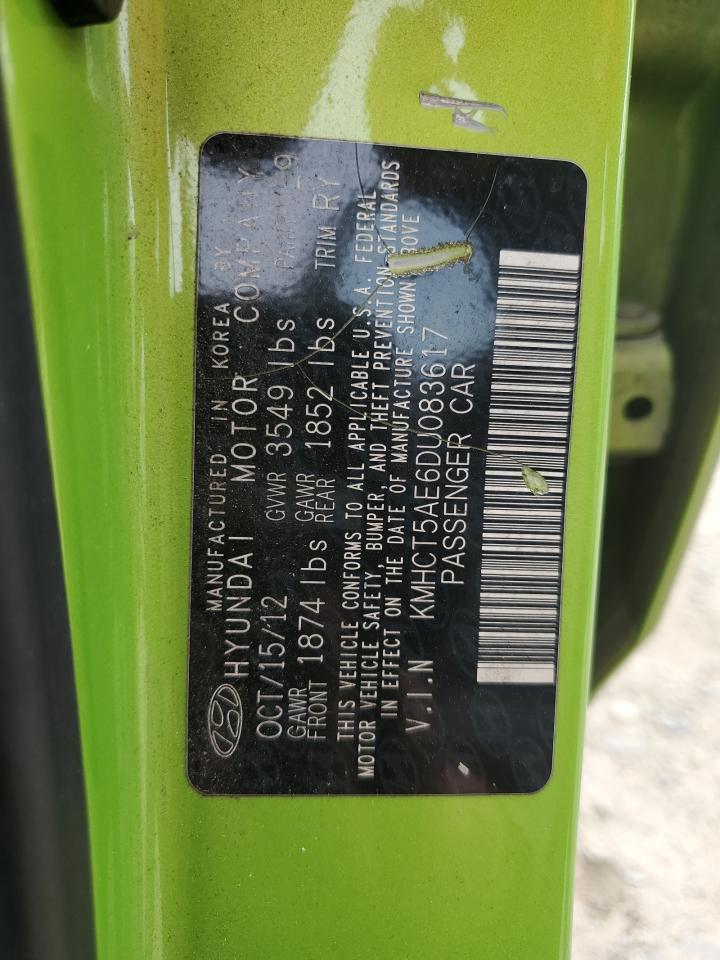 MANUFACTURED IN KOREA BY
HYUNDAI MOTOR COMPANY
OCT/15/12 GVWR 3549 lbs
GAWR GAWR
FRONT 1874 lbs REAR 1852 lbs TRIM RY
THIS VEHICLE CONFORMS TO ALL APPLICABLE U.S.A. FEDERAL
MOTOR VEHICLE SAFETY, BUMPER, AND THEFT PREVENTION STANDARDS
IN EFFECT ON THE DATE OF MANUFACTURE SHOWN ABOVE
V.I.N KMHCT5AE6DU083617
PASSENGER CAR